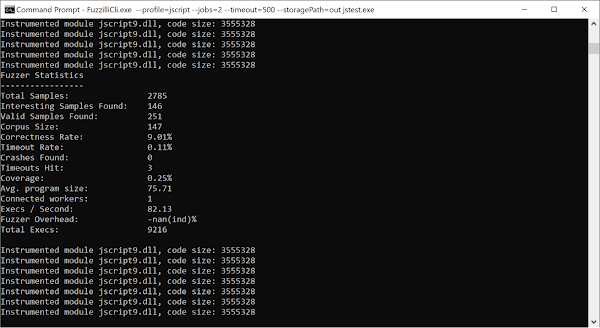 Command Prompt - FuzzilliCli.exe --profile=jscript --jobs=2 --timeout=500 --storagePath=out jstest.exe
Instrumented module jscript9.dll, code size: 3555328
Instrumented module jscript9.dll, code size: 3555328
Instrumented module jscript9.dll, code size: 3555328
Instrumented module jscript9.dll, code size: 3555328
Instrumented module jscript9.dll, code size: 3555328
Fuzzer Statistics
-----------------
Total Samples: 2785
Interesting Samples Found: 146
Valid Samples Found: 251
Corpus Size: 147
Correctness Rate: 9.01%
Timeout Rate: 0.11%
Crashes Found: 0
Timeouts Hit: 3
Coverage: 0.25%
Avg. program size: 75.71
Connected workers: 1
Execs / Second: 82.13
Fuzzer Overhead: -nan(ind)%
Total Execs: 9216
Instrumented module jscript9.dll, code size: 3555328
Instrumented module jscript9.dll, code size: 3555328
Instrumented module jscript9.dll, code size: 3555328
Instrumented module jscript9.dll, code size: 3555328
Instrumented module jscript9.dll, code size: 3555328
Instrumented module jscript9.dll, code size: 3555328
Instrumented module jscript9.dll, code size: 3555328